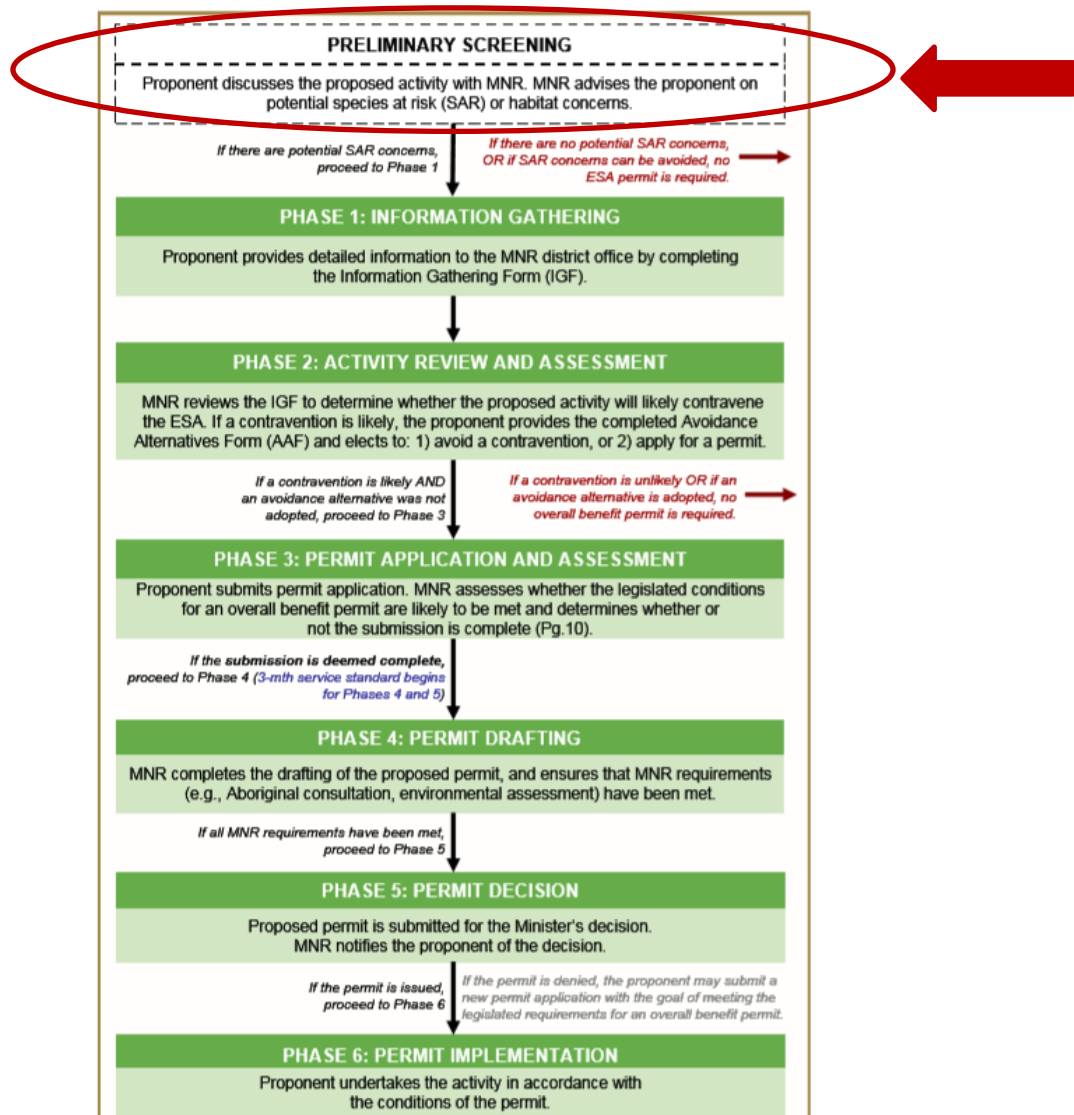 PRELIMINARY SCREENING
Proponent discusses the proposed activity with MNR. MNR advises the proponent on
potential species at risk (SAR) or habitat concerns.
If there are potential SAR concerns,
proceed to Phase 1
If there are no potential SAR concerns,
OR if SAR concerns can be avoided, no
ESA permit is required.
PHASE 1: INFORMATION GATHERING
Proponent provides detailed information to the MNR district office by completing
the Information Gathering Form (IGF).
PHASE 2: ACTIVITY REVIEW AND ASSESSMENT
MNR reviews the IGF to determine whether the proposed activity will likely contravene
the ESA. If a contravention is likely, the proponent provides the completed Avoidance
Alternatives Form (AAF) and elects to: 1) avoid a contravention, or 2) apply for a permit.
If a contravention is likely AND
an avoidance alternative was not
adopted, proceed to Phase 3
If a contravention is unlikely OR if an
avoidance alternative is adopted, no
overall benefit permit is required.
PHASE 3: PERMIT APPLICATION AND ASSESSMENT
Proponent submits permit application. MNR assesses whether the legislated conditions
for an overall benefit permit are likely to be met and determines whether or
not the submission is complete (Pg.10).
If the submission is deemed complete,
proceed to Phase 4 (3-mth service standard begins
for Phases 4 and 5)
PHASE 4: PERMIT DRAFTING
MNR completes the drafting of the proposed permit, and ensures that MNR requirements
(e.g., Aboriginal consultation, environmental assessment) have been met.
If all MNR requirements have been met,
proceed to Phase 5
PHASE 5: PERMIT DECISION
Proposed permit is submitted for the Minister's decision.
MNR notifies the proponent of the decision.
If the permit is issued,
proceed to Phase 6
If the permit is denied, the proponent may submit a
new permit application with the goal of meeting the
legislated requirements for an overall benefit permit.
PHASE 6: PERMIT IMPLEMENTATION
Proponent undertakes the activity in accordance with
the conditions of the permit.